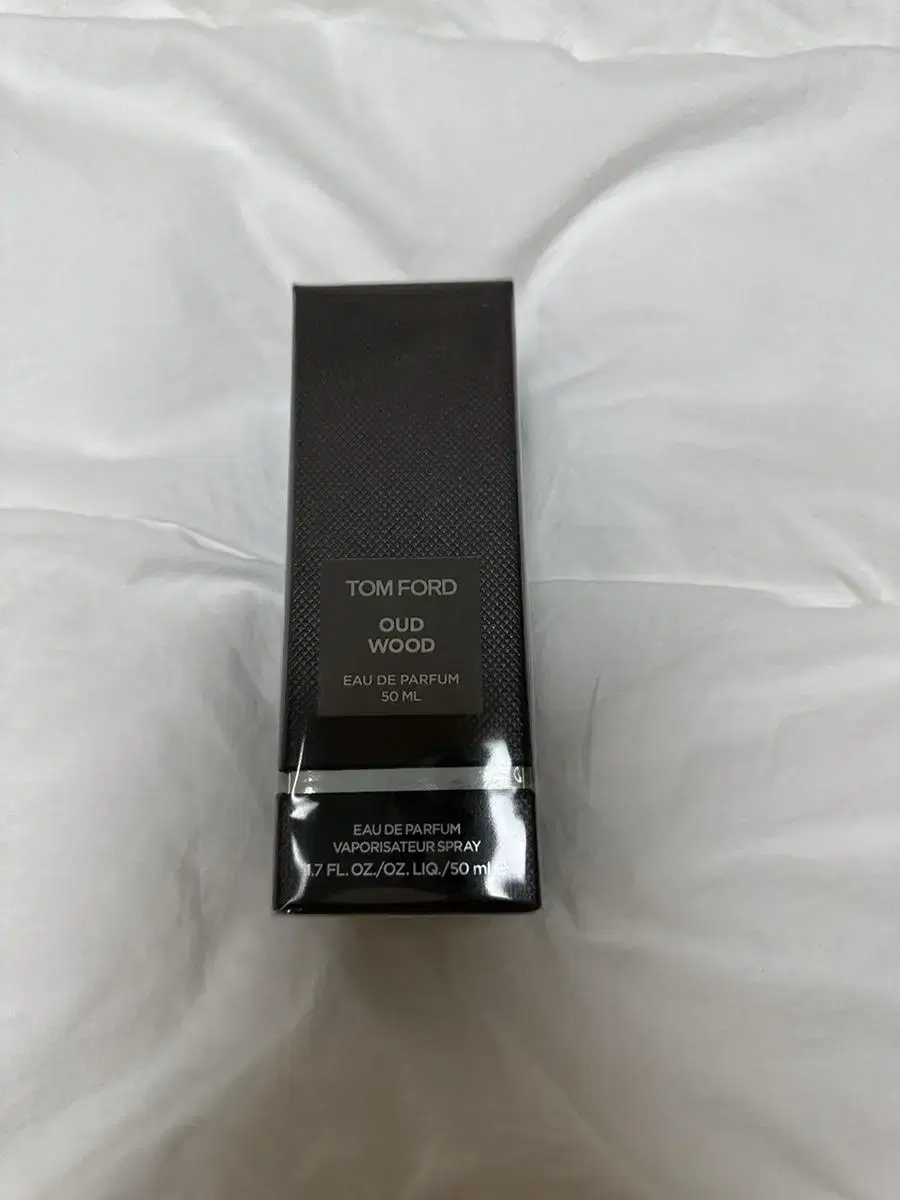 TOM FORD
OUD
WOOD
EAU DE PARFUM
50 ML
EAU DE PARFUM
VAPORISATEUR SPRAY
1.7 FL. OZ./OZ. LIQ./50 ml